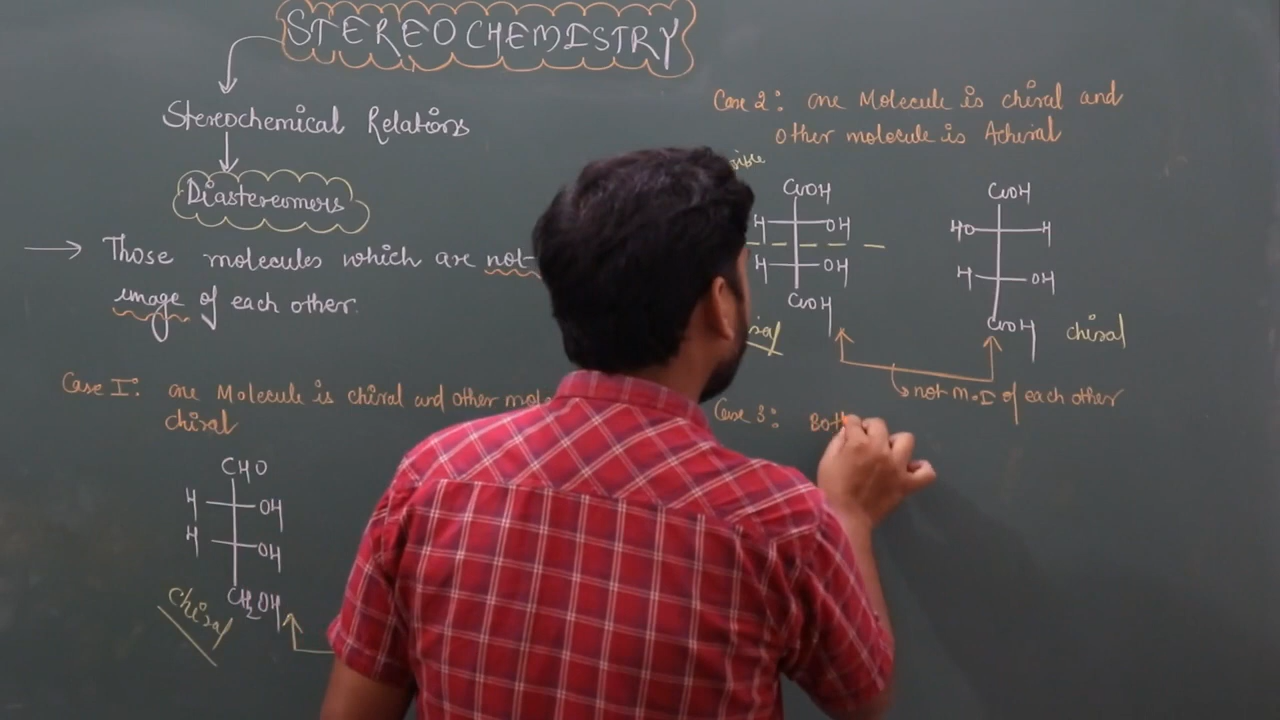 STEREOCHEMISTRY
Stereochemical Relations
Diastereomers
Those molecules which are not
image of each other.
Case I: one Molecule is chiral and other
chiral
CHO
H OH
H OH
CH2OH
Chiral
Case 2: one Molecule is chiral and
other molecule is Achiral
COOH
H OH
H OH
COOH
COOH
HO H
H OH
COOH
chiral
not M.I of each other
Case 3: Both